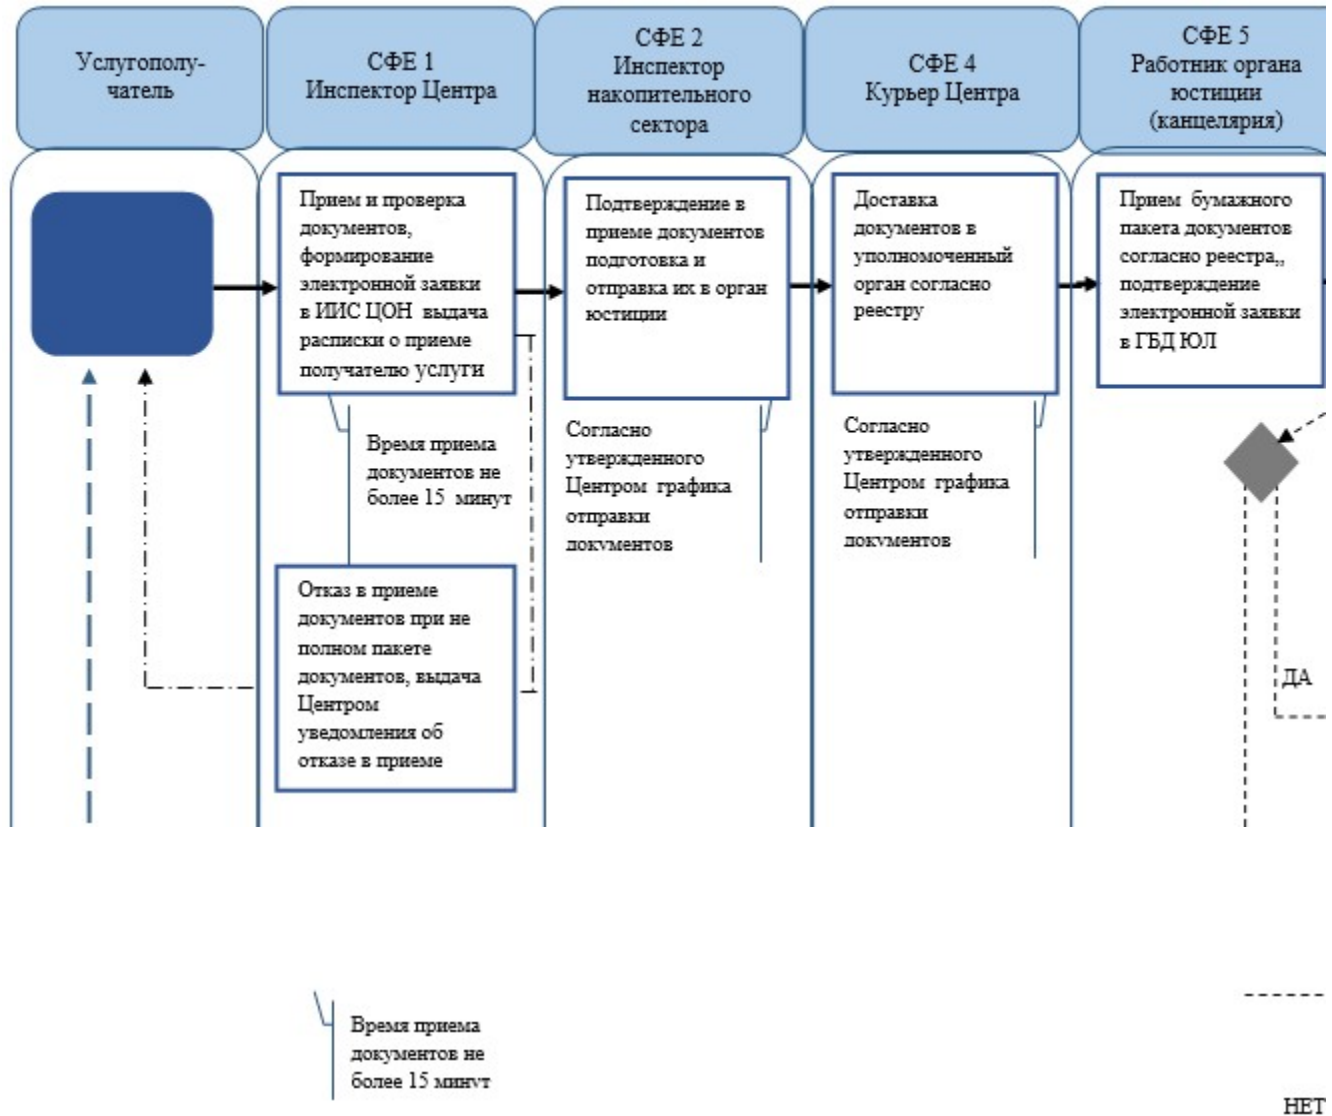 Услугополу-
чатель
СФЕ 1
Инспектор Центра
СФЕ 2
Инспектор
накопительного
сектора
СФЕ 4
Курьер Центра
СФЕ 5
Работник органа
юстиции
(канцелярия)
Прием и проверка
документов,
формирование
электронной заявки
в ИИС ЦОН выдача
расписки о приеме
получателю услуги
Подтверждение в
приеме документов
подготовка и
отправка их в орган
юстиции
Доставка
документов в
уполномоченный
орган согласно
реестру
Прием бумажного
пакета документов
согласно реестра,,
подтверждение
электронной заявки
в ГБД ЮЛ
Время приема
документов не
более 15 минут
Согласно
утвержденного
Центром графика
отправки
документов
Согласно
утвержденного
Центром графика
отправки
документов
Отказ в приеме
документов при не
полном пакете
документов, выдача
Центром
уведомления об
отказе в приеме
ДА
Время приема
документов не
более 15 минут
НЕТ